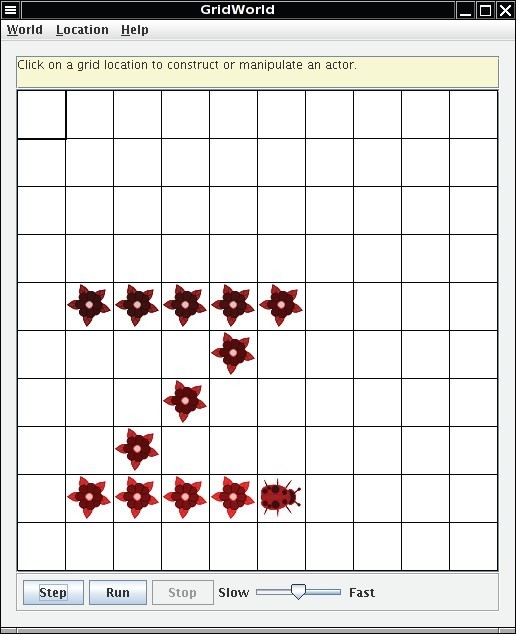 GridWorld
World Location Help
Click on a grid location to construct or manipulate an actor.
Step Run Stop Slow Fast